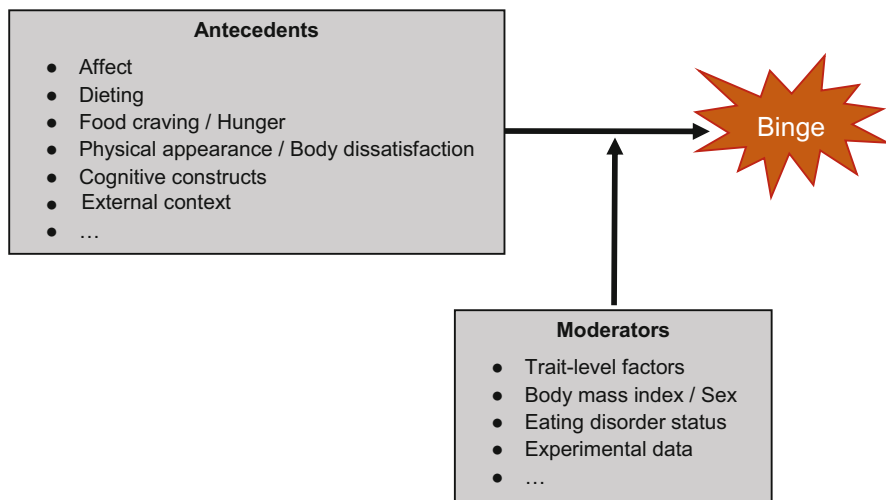 Antecedents
● Affect
● Dieting
● Food craving / Hunger
● Physical appearance / Body dissatisfaction
● Cognitive constructs
● External context
● …
Binge
Moderators
● Trait-level factors
● Body mass index / Sex
● Eating disorder status
● Experimental data
● …